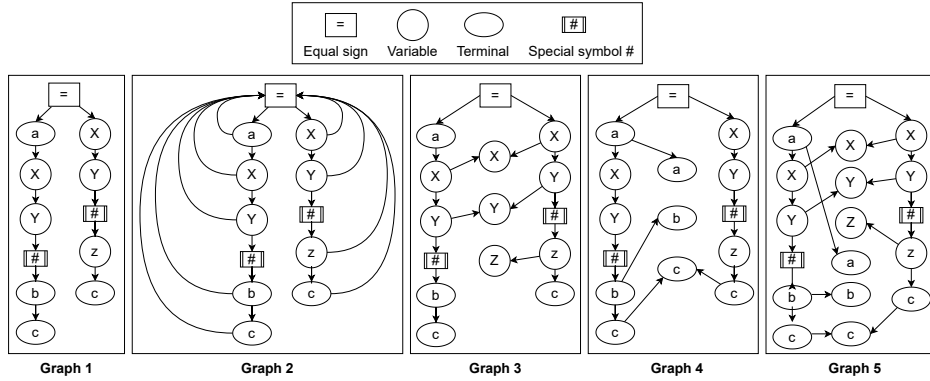 = #
Equal sign Variable Terminal Special symbol #
= = = = =
a X a X a X a X a X
X Y X Y X Y X Y X Y
Y # Y # Y # Y # Y #
# z # z # z # z # z
b c b c b c b c b c
c c c c c
X Y Z
a b c
X Y Z a b c
Graph 1 Graph 2 Graph 3 Graph 4 Graph 5